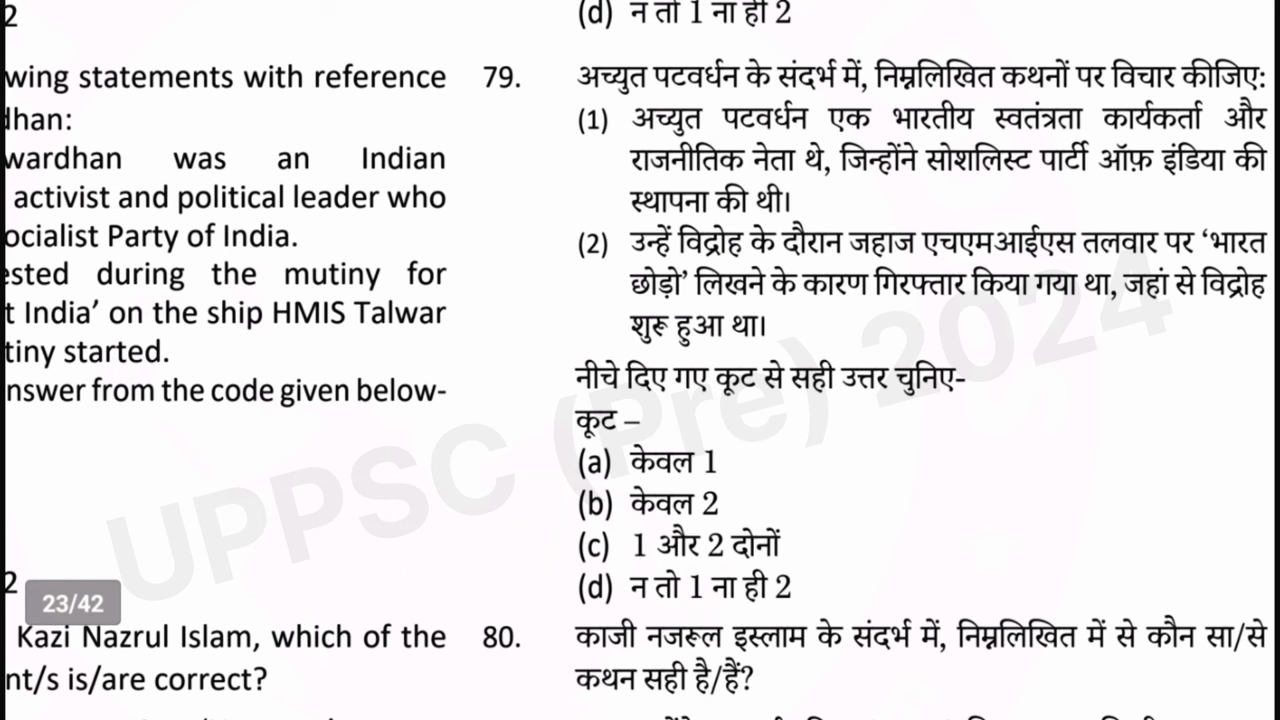 2
wing statements with reference
dhan:
wardhan was an Indian
activist and political leader who
ocialist Party of India.
ested during the mutiny for
t India’ on the ship HMIS Talwar
tiny started.
nswer from the code given below-
2
23/42
Kazi Nazrul Islam, which of the
nt/s is/are correct?
(d) न तो 1 ना ही 2
79. अच्युत पटवर्धन के संदर्भ में, निम्नलिखित कथनों पर विचार कीजिए:
(1) अच्युत पटवर्धन एक भारतीय स्वतंत्रता कार्यकर्ता और
राजनीतिक नेता थे, जिन्होंने सोशलिस्ट पार्टी ऑफ़ इंडिया की
स्थापना की थी।
(2) उन्हें विद्रोह के दौरान जहाज एचएमआईएस तलवार पर ‘भारत
छोड़ो’ लिखने के कारण गिरफ्तार किया गया था, जहां से विद्रोह
शुरू हुआ था।
नीचे दिए गए कूट से सही उत्तर चुनिए-
कूट –
(a) केवल 1
(b) केवल 2
(c) 1 और 2 दोनों
(d) न तो 1 ना ही 2
80. काजी नजरूल इस्लाम के संदर्भ में, निम्नलिखित में से कौन सा/से
कथन सही है/हैं?
UPPSC (Pre) 2024